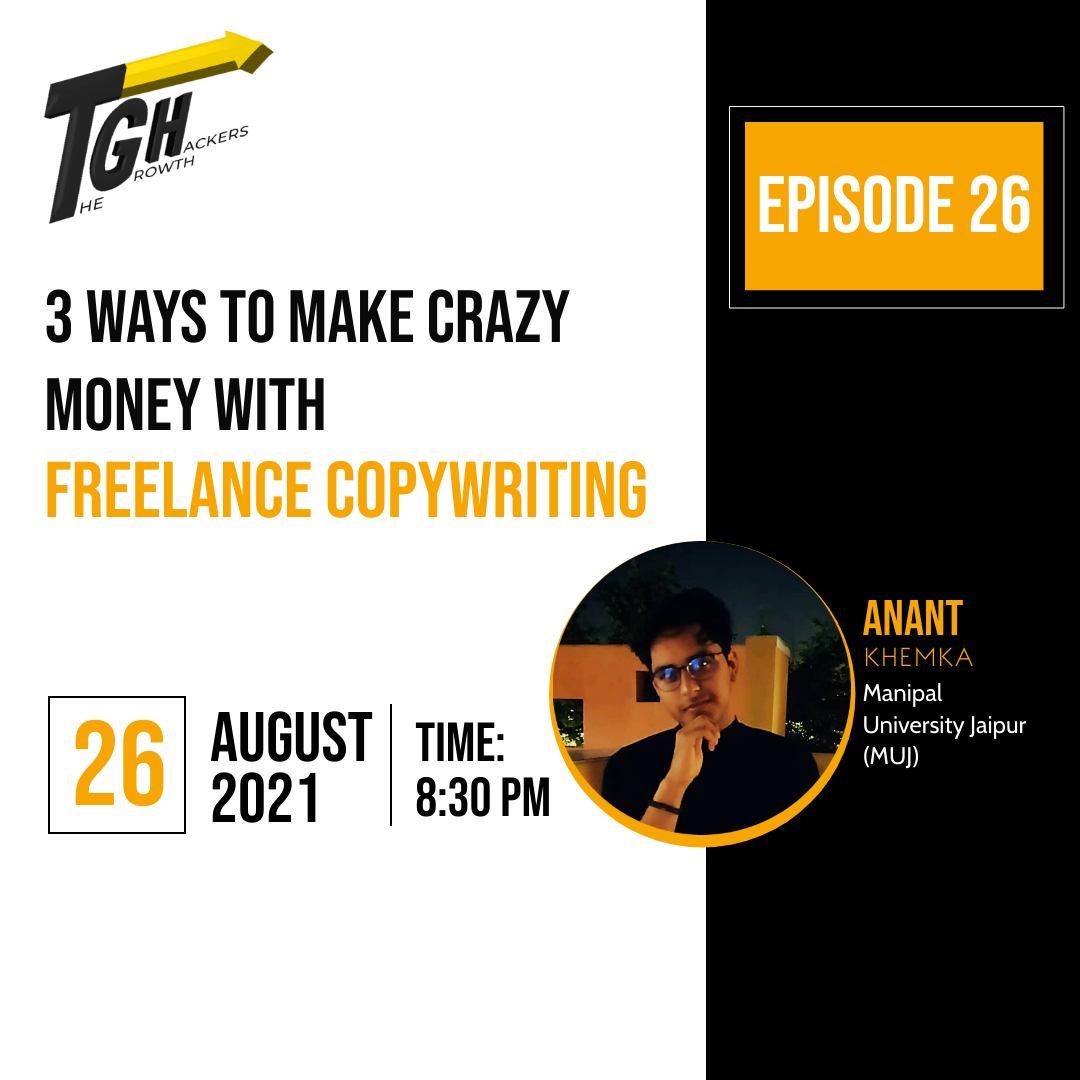 THE
GROWTH
HACKERS
EPISODE 26
3 WAYS TO MAKE CRAZY
MONEY WITH
FREELANCE COPYWRITING
ANANT
KHEMKA
Manipal
University Jaipur
(MUJ)
26
AUGUST
2021
TIME:
8:30 PM